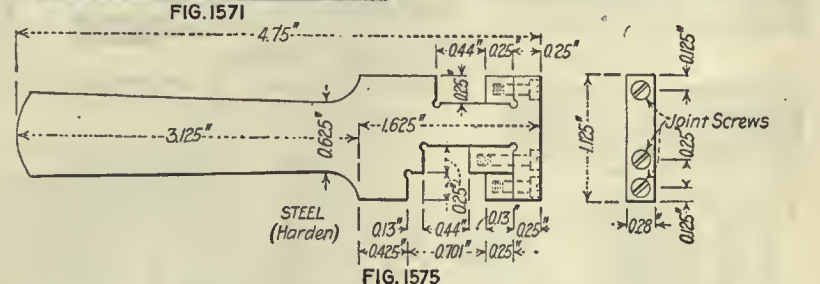 FIG. 1571
4.75"
0.44" 0.25" 0.25"
0.125"
0.25"
3.125"
0.625"
1.625"
1.125"
Joint Screws
0.25"
0.25"
STEEL
(Harden)
0.13" 0.44" 0.13" 0.25"
0.28"
0.125"
0.425" 0.701" 0.25"
FIG. 1575